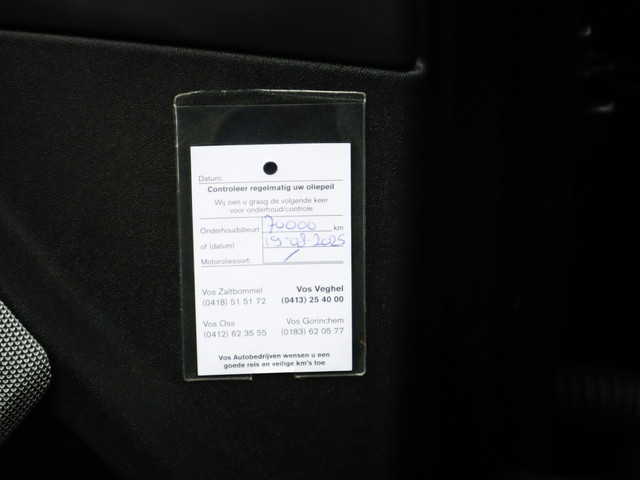 Datum:
Controleer regelmatig uw oliepeil
Wij zien u graag de volgende keer
voor onderhoud/controle
Onderhoudsbeurt 70000 km
of (datum) 19-08-2025
Motoroliesoort: /
Vos Zaltbommel Vos Veghel
(0418) 51 51 72 (0413) 25 40 00
Vos Oss Vos Gorinchem
(0412) 62 35 55 (0183) 62 05 77
Vos Autobedrijven wensen u een
goede reis en veilige km's toe